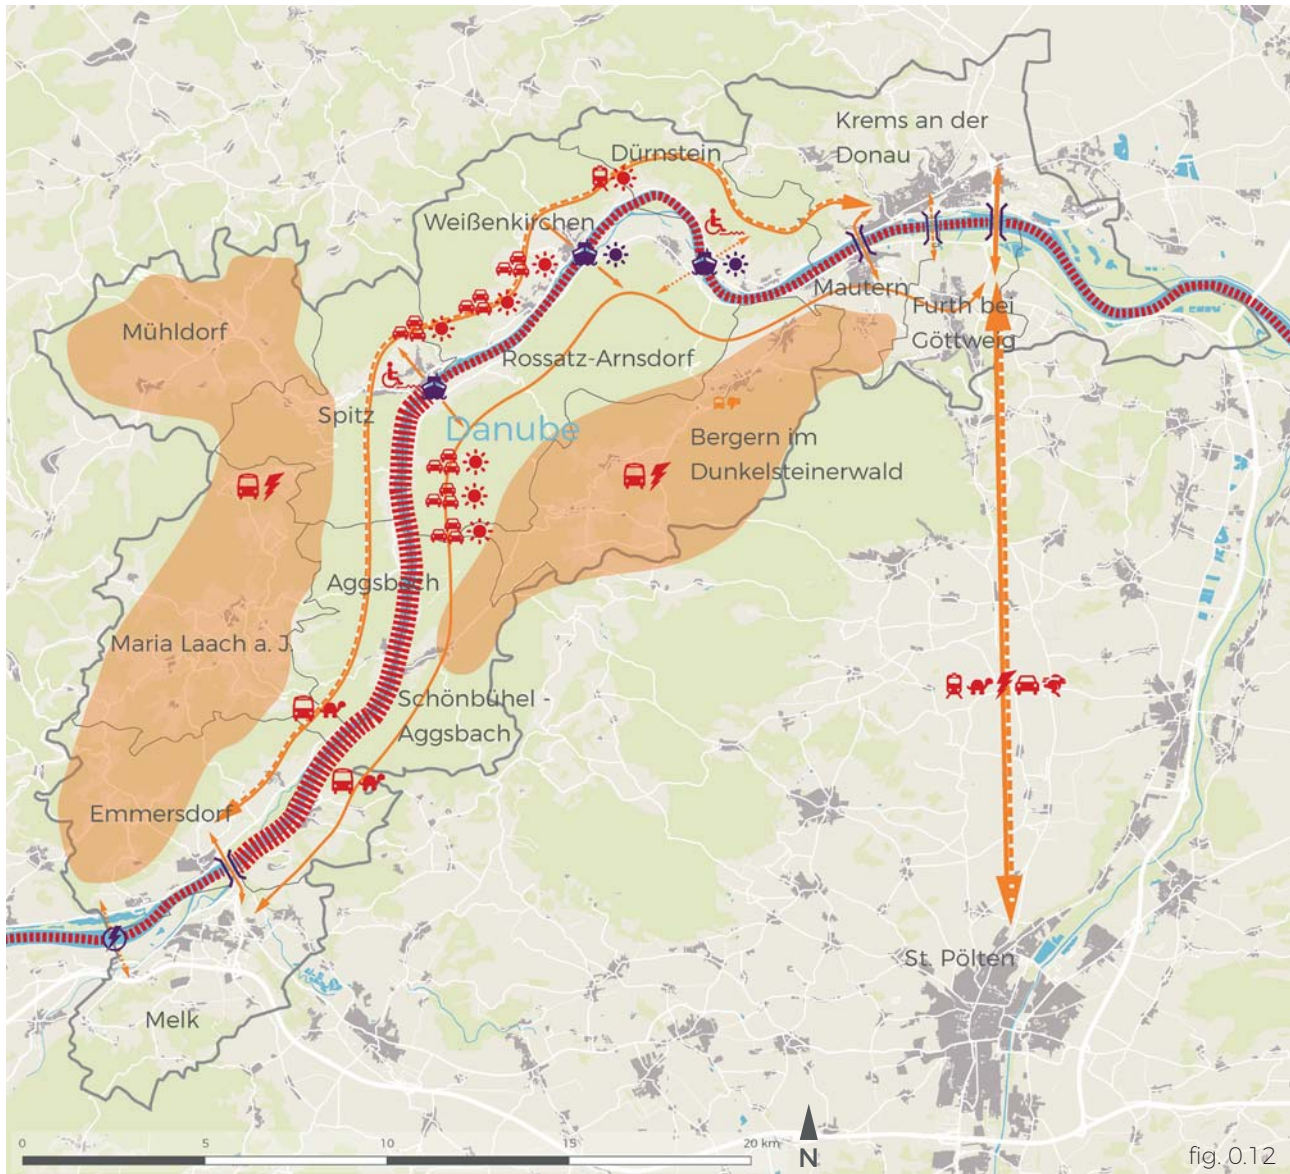 Krems an der
Donau
Dürnstein
Weißenkirchen
Mautern
Furth bei
Göttweig
Mühldorf
Rossatz-Arnsdorf
Spitz
Danube
Bergern im
Dunkelsteinerwald
Aggsbach
Maria Laach a. J.
Schönbühel -
Aggsbach
Emmersdorf
St. Pölten
Melk
0 5 10 15 20 km
N
fig. 0.12